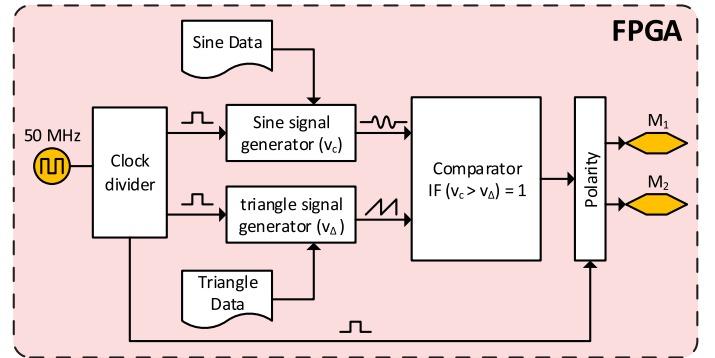 FPGA
Sine Data
50 MHz
Clock
divider
Sine signal
generator (vc)
triangle signal
generator (vΔ)
Triangle
Data
Comparator
IF (vc > vΔ) = 1
Polarity
M1
M2